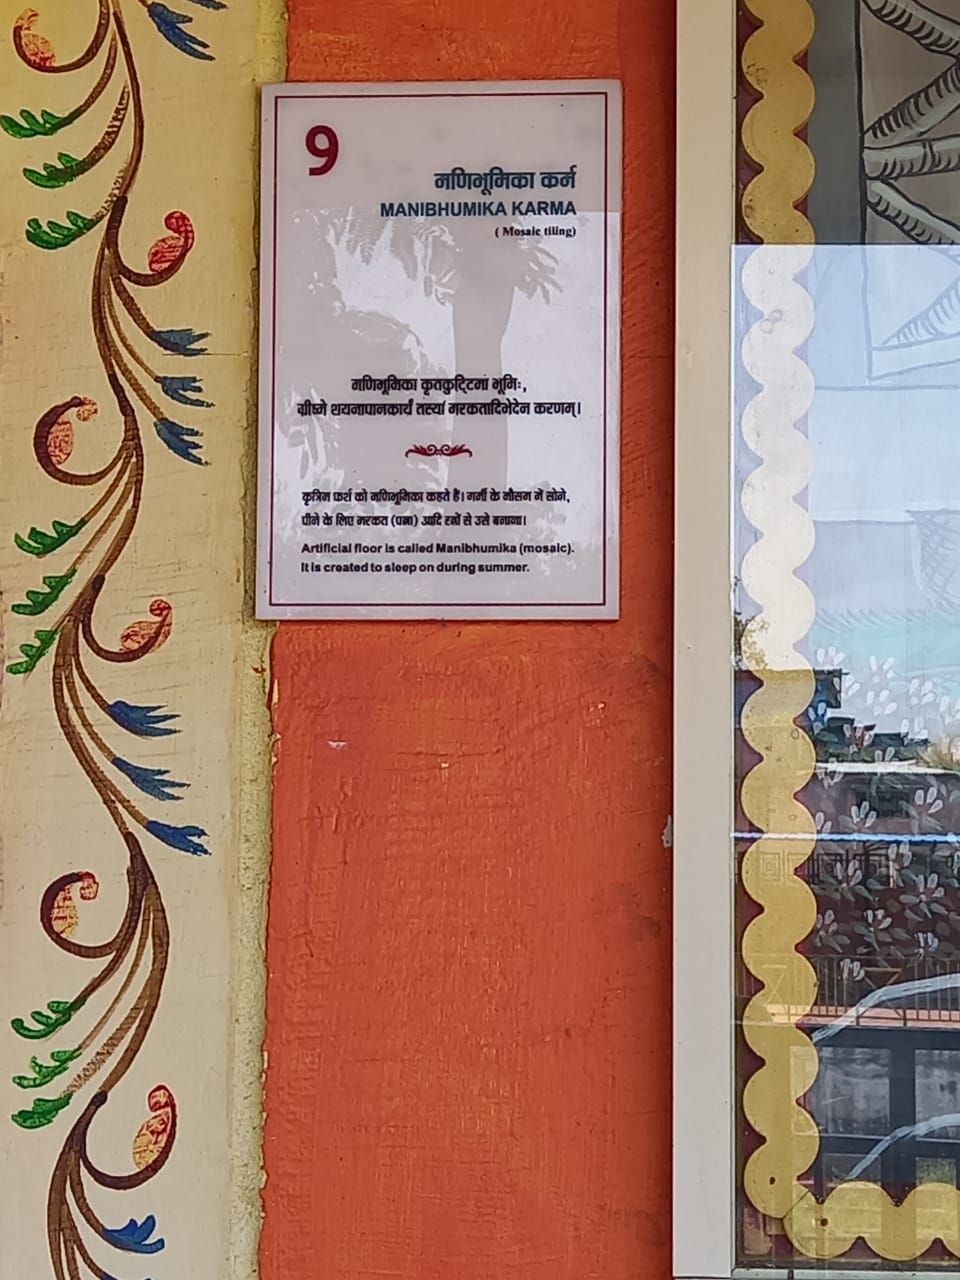 9
मणिभूमिका कर्म
MANIBHUMIKA KARMA
( Mosaic tiling)
मणिभूमिका कृतकुट्टिमा भूमिः,
ग्रीष्मे शयनापानकार्यं तस्यां मरकतादिभेदेन करणम्।
कृत्रिम फर्श को मणिभूमिका कहते हैं। गर्मी के मौसम में सोने,
पीने के लिए मरकत (पन्ना) आदि रत्नों से उसे बनाना।
Artificial floor is called Manibhumika (mosaic).
It is created to sleep on during summer.